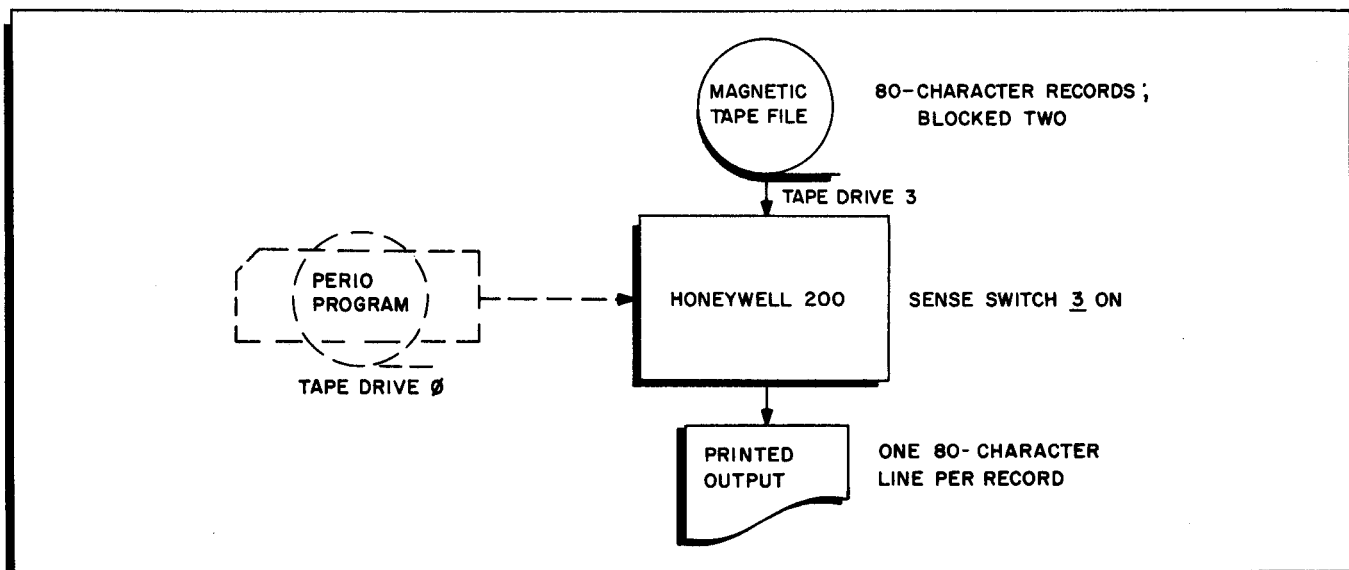 MAGNETIC
TAPE FILE
80-CHARACTER RECORDS;
BLOCKED TWO
TAPE DRIVE 3
PERIO
PROGRAM
HONEYWELL 200
SENSE SWITCH 3 ON
TAPE DRIVE Ø
PRINTED
OUTPUT
ONE 80-CHARACTER
LINE PER RECORD